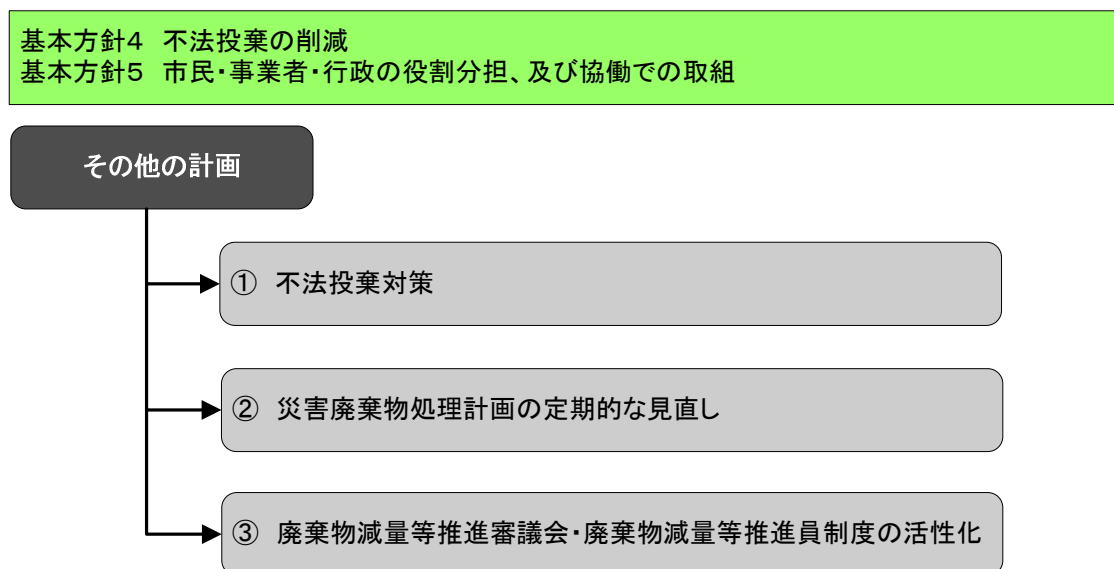 基本方針4 不法投棄の削減
基本方針5 市民・事業者・行政の役割分担、及び協働での取組
その他の計画
① 不法投棄対策
② 災害廃棄物処理計画の定期的な見直し
③ 廃棄物減量等推進審議会・廃棄物減量等推進員制度の活性化